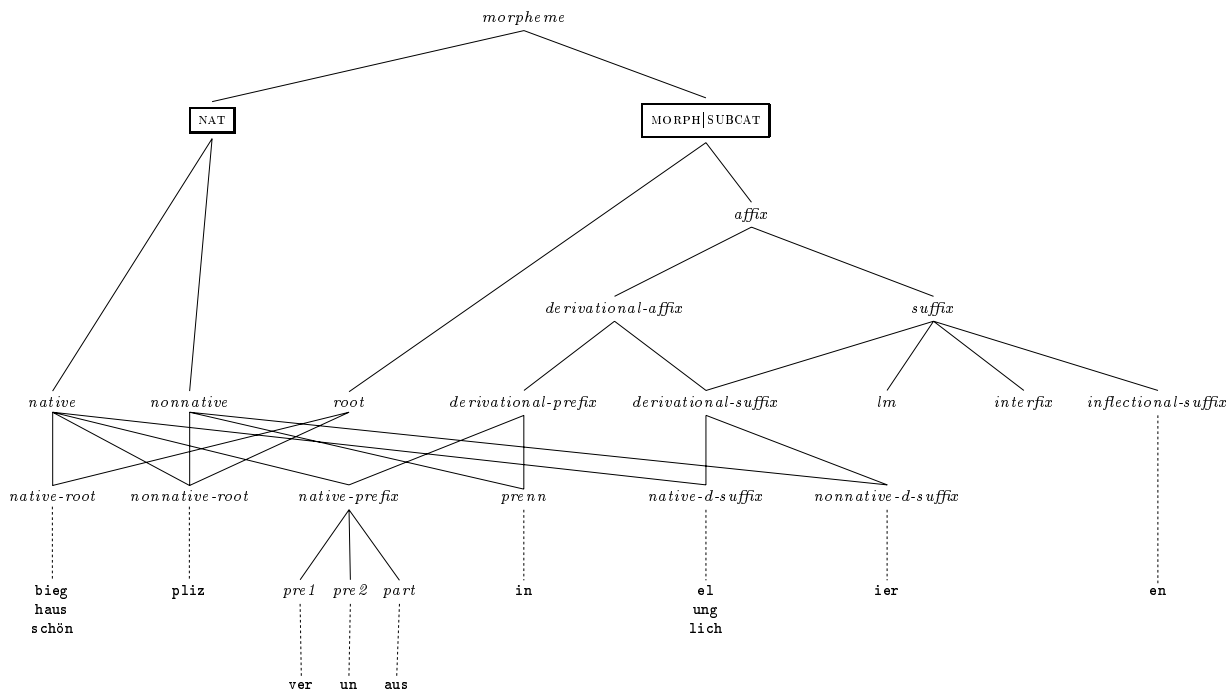 morpheme
NAT MORPH|SUBCAT
affix
derivational-affix suffix
native nonnative root derivational-prefix derivational-suffix lm interfix inflectional-suffix
native-root nonnative-root native-prefix prenn native-d-suffix nonnative-d-suffix
bieg pliz pre1 pre2 part in el ier en
haus ung
schön lich
ver un aus